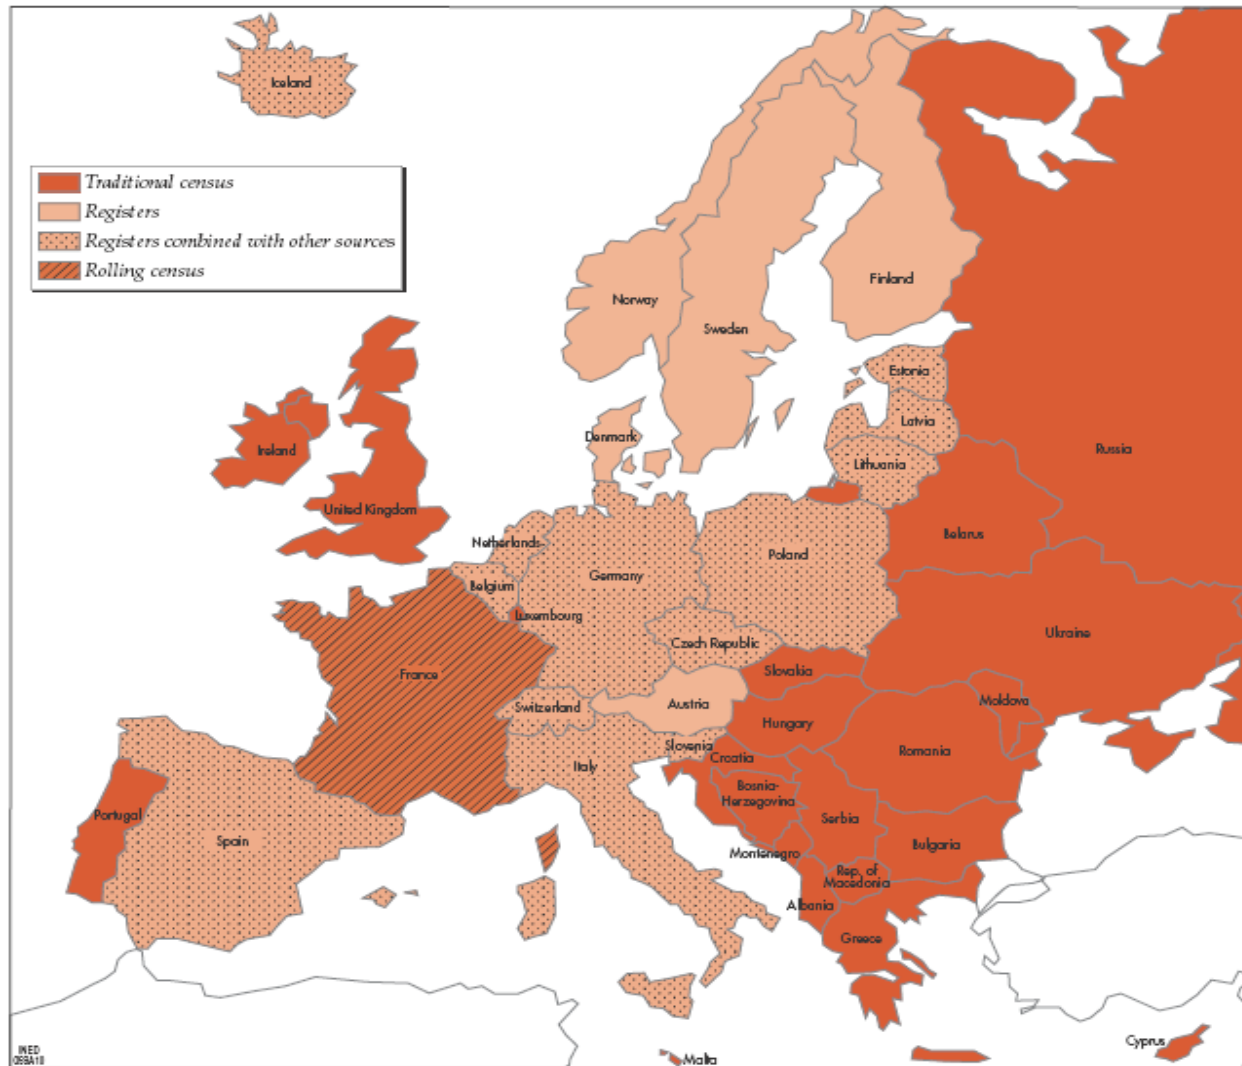 Iceland
Traditional census
Registers
Registers combined with other sources
Rolling census
Finland
Norway
Sweden
Estonia
Latvia
Denmark
Lithuania
Ireland
Russia
United Kingdom
Belarus
Netherlands
Poland
Germany
Belgium
Luxembourg
Ukraine
Czech Republic
France
Slovakia
Switzerland
Austria
Moldova
Hungary
Slovenia
Romania
Croatia
Italy
Bosnia-
Herzegovina
Portugal
Serbia
Spain
Bulgaria
Montenegro
Rep. of
Macedonia
Albania
Greece
Cyprus
INED
Malta